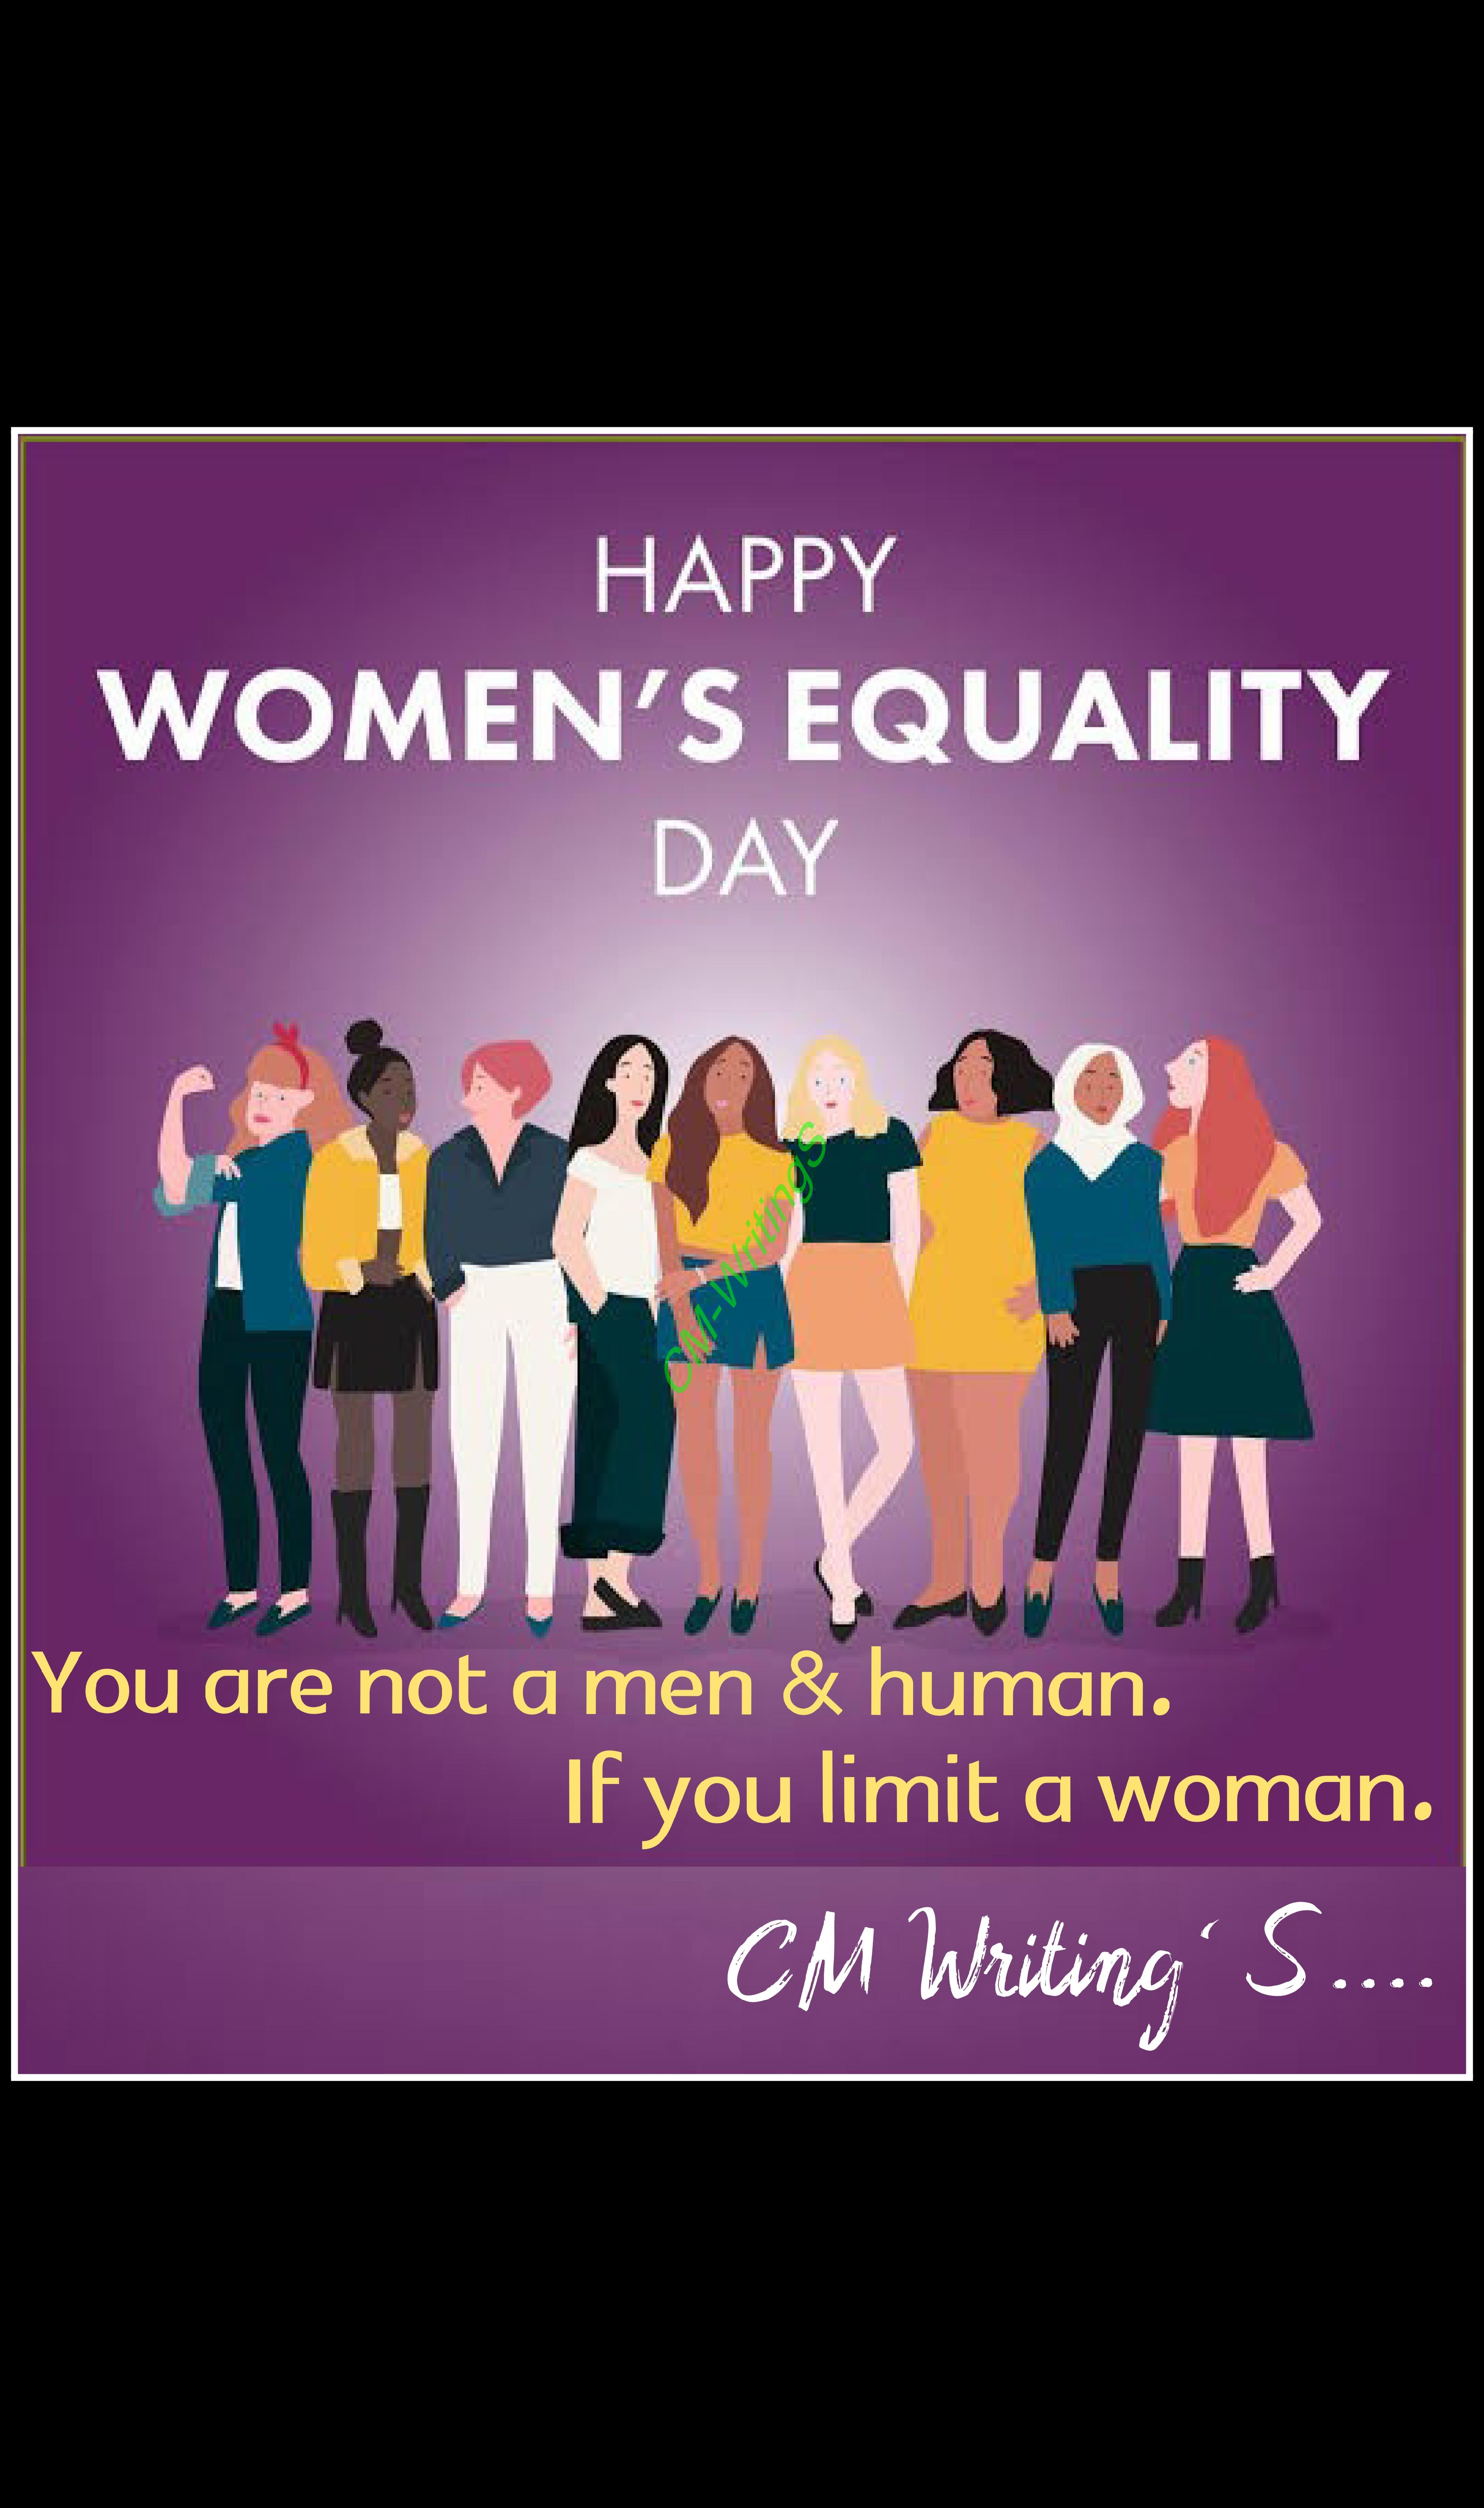 HAPPY
WOMEN'S EQUALITY
DAY
CM-WritingS
You are not a men & human.
If you limit a woman.
CM Writing' S....